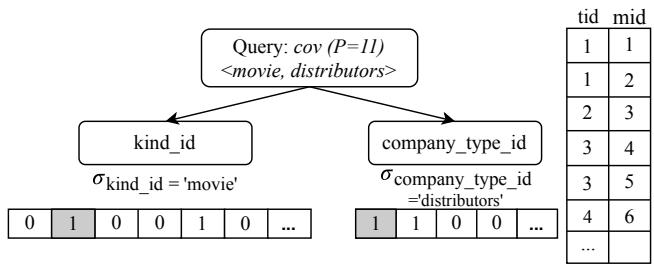 Query: cov (P=11)
<movie, distributors>
kind_id
company_type_id
σkind_id = 'movie'
σcompany_type_id
='distributors'
0 1 0 0 1 0 ...
1 1 0 0 ...
tid mid
1 1
1 2
2 3
3 4
3 5
4 6
...